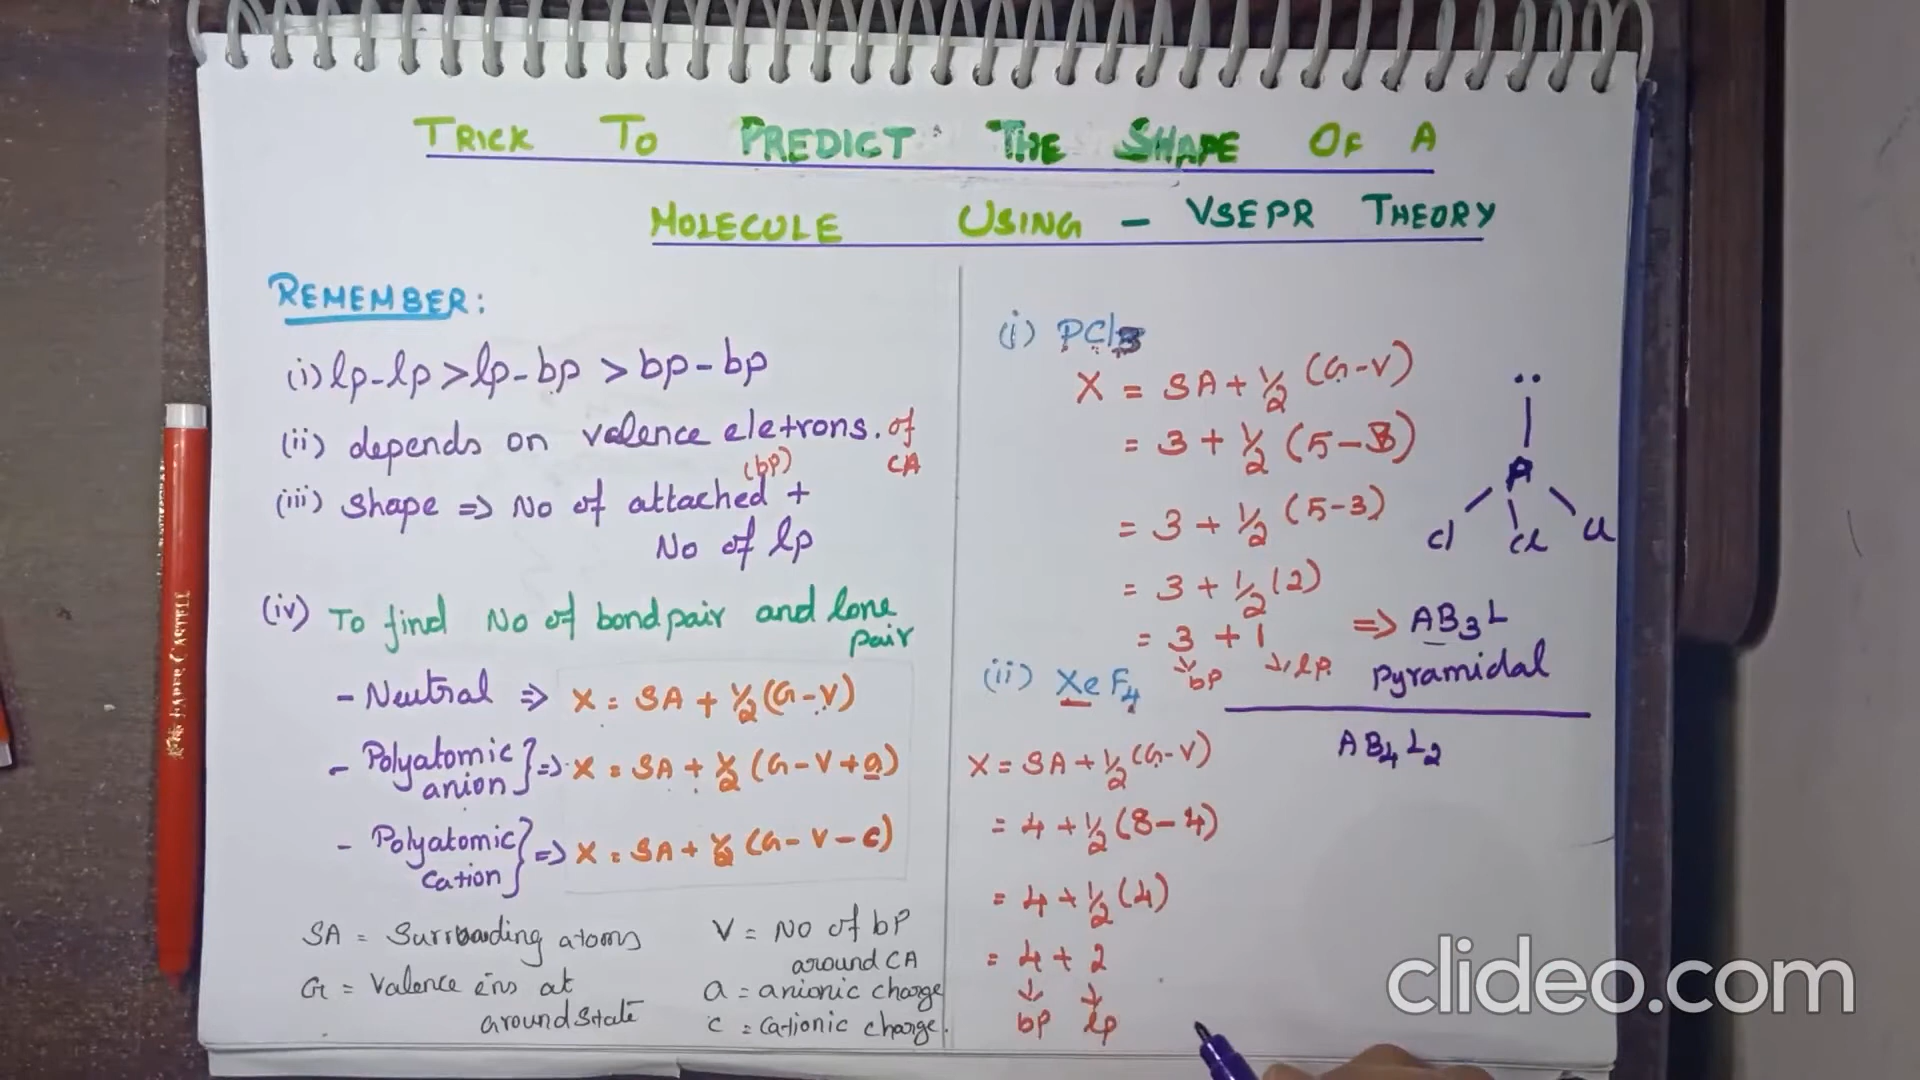 TRICK TO PREDICT THE SHAPE OF A
MOLECULE USING - VSEPR THEORY
REMEMBER:
(i) lp-lp > lp-bp > bp-bp
(ii) depends on valence eletrons. of CA
(bp)
(iii) Shape => No of attached +
No of lp
(iv) To find No of bond pair and lone
pair
- Neutral => X = SA + 1/2 (G-V)
- Polyatomic anion } => X = SA + 1/2 (G-V+a)
- Polyatomic Cation } => X = SA + 1/2 (G-V-c)
SA = Surrounding atoms
G = Valence e̅ns at
around state
V = No of bP
around CA
a = anionic charge
c = cationic charge.
(i) PCl3
X = SA + 1/2 (G-V)
= 3 + 1/2 (5-3)
= 3 + 1/2 (5-3)
= 3 + 1/2 (2)
= 3 + 1
bp lp.
..
A
Cl Cl Cl
=> AB3L
Pyramidal
(ii) XeF4
X = SA + 1/2 (G-V)
= 4 + 1/2 (8-4)
= 4 + 1/2 (4)
= 4 + 2
bp lp
AB4L2
clideo.com